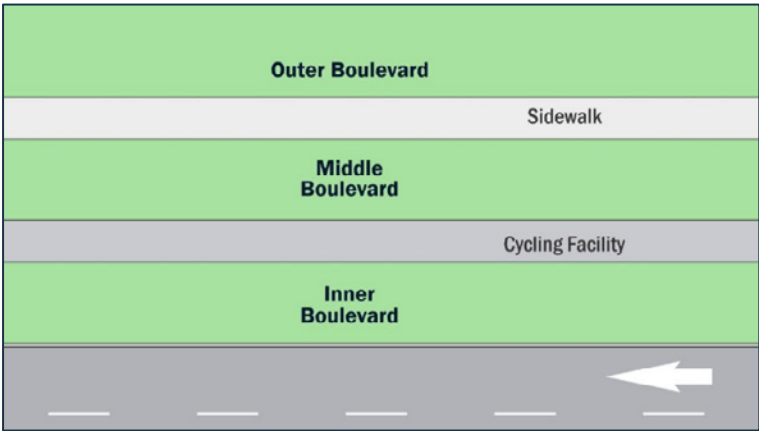 Outer Boulevard
Sidewalk
Middle
Boulevard
Cycling Facility
Inner
Boulevard